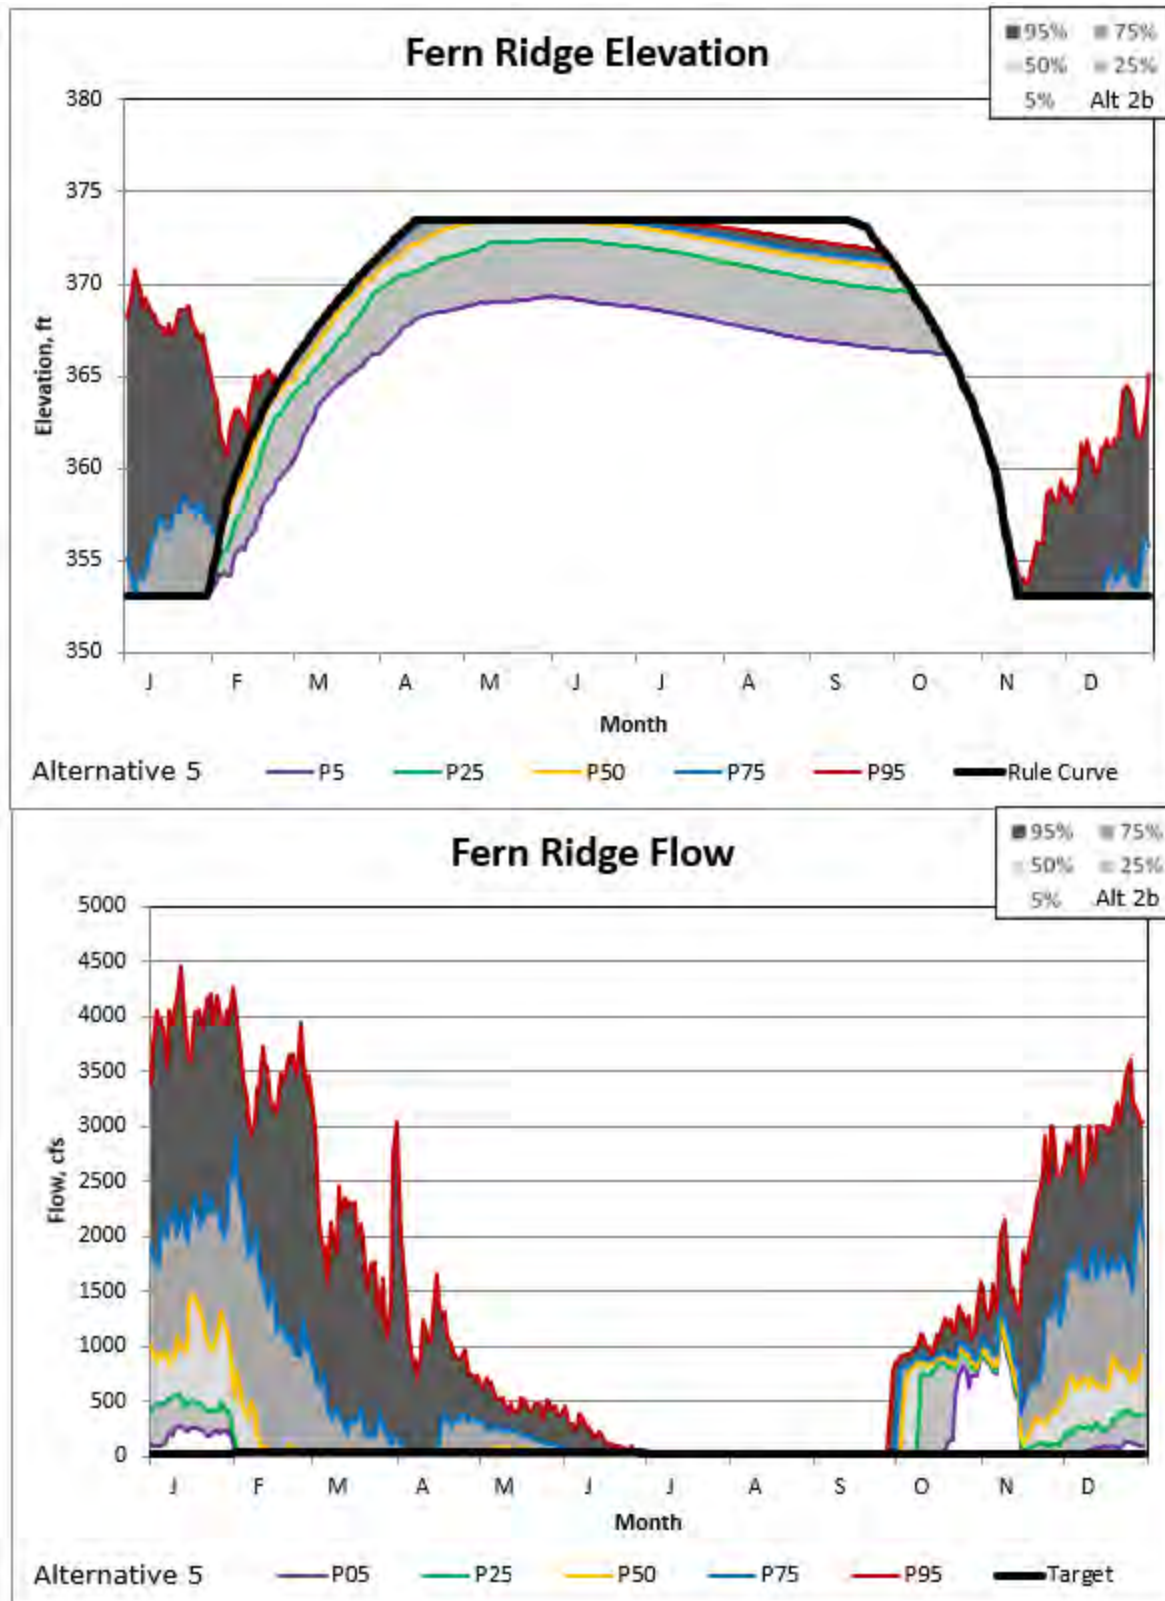 Fern Ridge Elevation
95% 75%
50% 25%
5% Alt 2b
380
375
370
365
360
355
350
Elevation, ft
J F M A M J J A S O N D
Month
Alternative 5 P5 P25 P50 P75 P95 Rule Curve
Fern Ridge Flow
95% 75%
50% 25%
5% Alt 2b
5000
4500
4000
3500
3000
2500
2000
1500
1000
500
0
Flow, cfs
J F M A M J J A S O N D
Month
Alternative 5 P05 P25 P50 P75 P95 Target